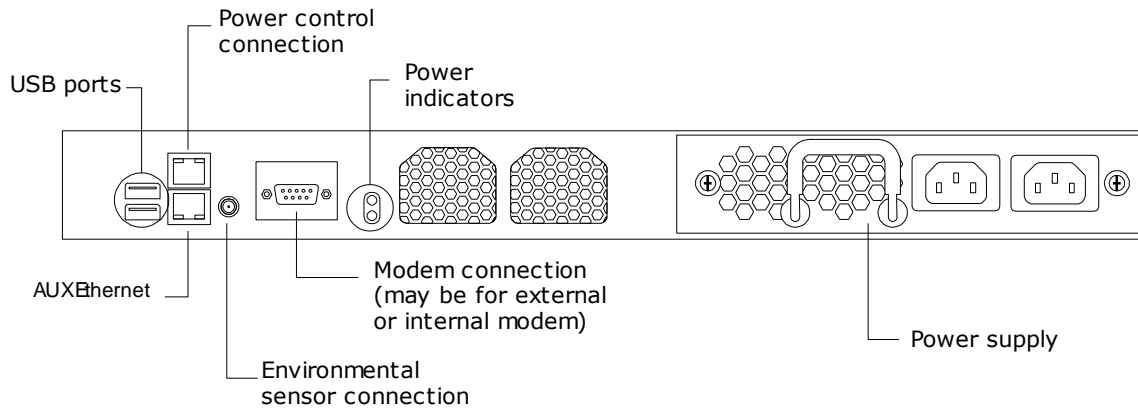 Power control
connection
USB ports
Power
indicators
AUXEthernet
Modem connection
(may be for external
or internal modem)
Power supply
Environmental
sensor connection